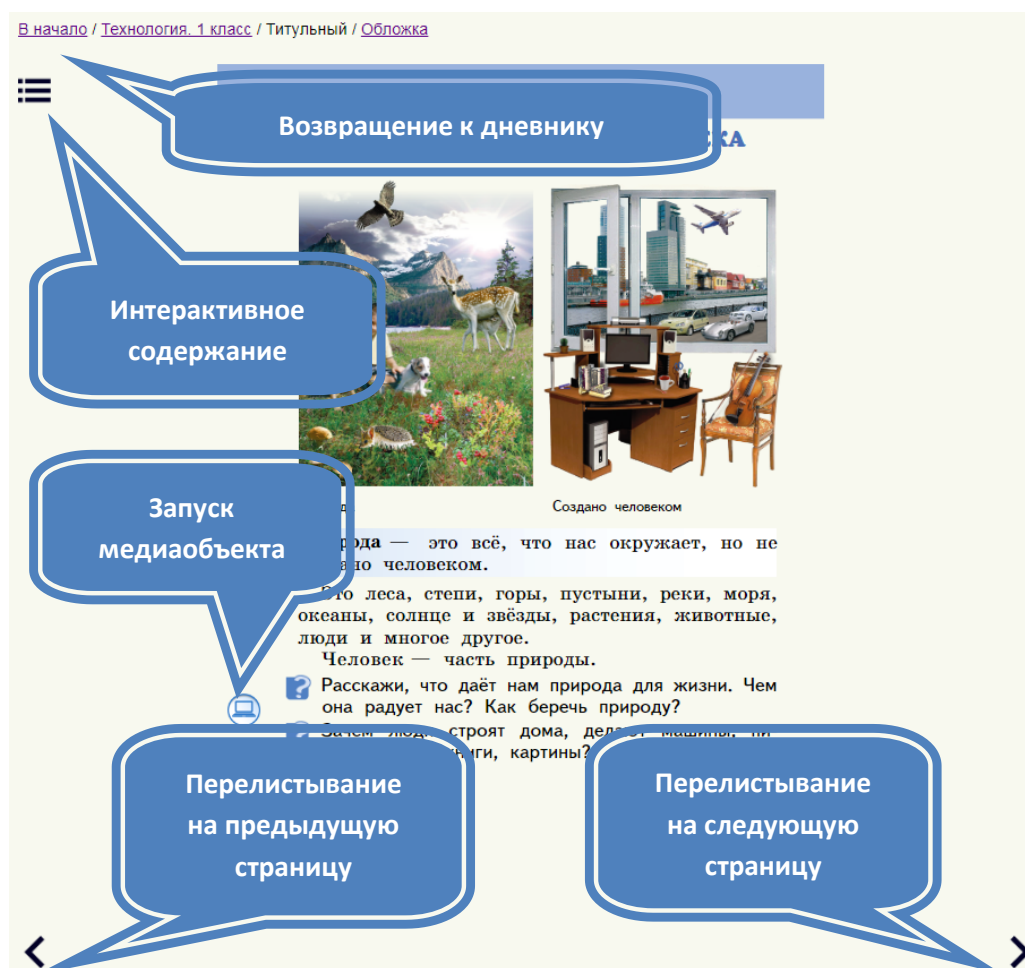 В начало / Технология. 1 класс / Титульный / Обложка
Возвращение к дневнику
Интерактивное
содержание
Создано человеком
Запуск
медиаобъекта
— это всё, что нас окружает, но не
человеком.
леса, степи, горы, пустыни, реки, моря,
океаны, солнце и звёзды, растения, животные,
люди и многое другое.
Человек — часть природы.
Расскажи, что даёт нам природа для жизни. Чем
она радует нас? Как беречь природу?
строят дома,
картины?
Перелистывание
на предыдущую
страницу
Перелистывание
на следующую
страницу